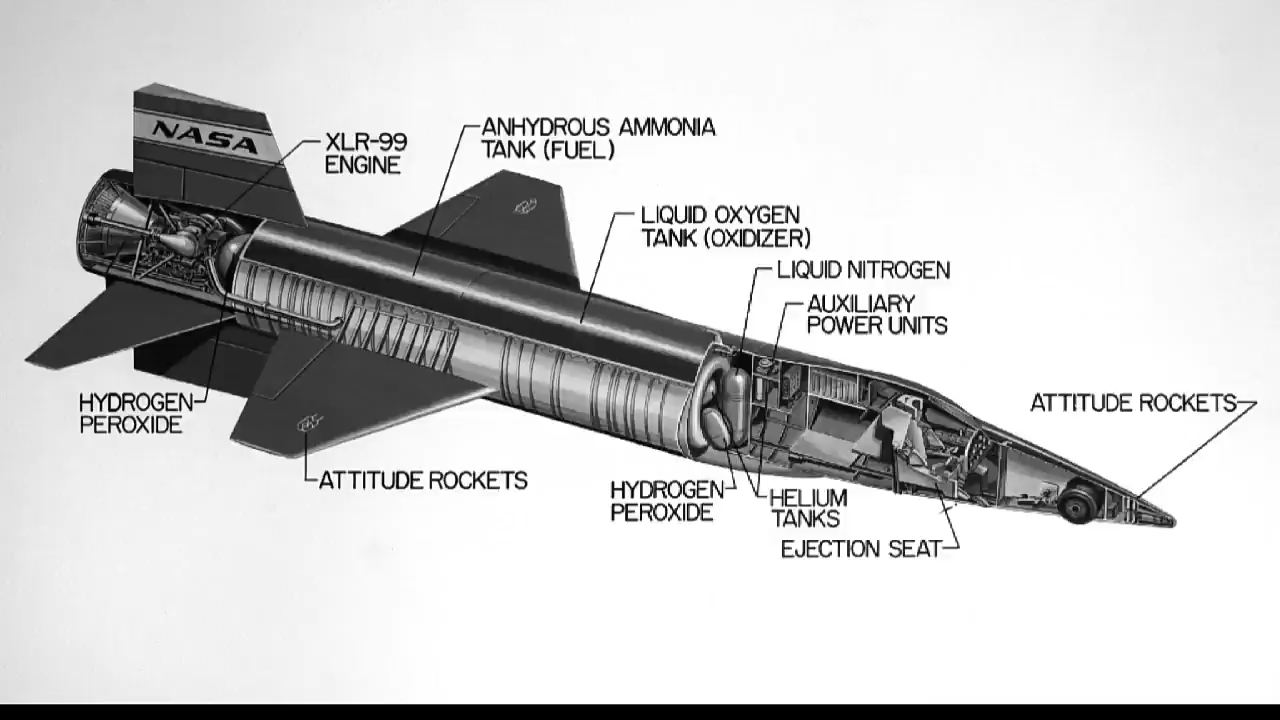 NASA
XLR-99
ENGINE
ANHYDROUS AMMONIA
TANK (FUEL)
LIQUID OXYGEN
TANK (OXIDIZER)
LIQUID NITROGEN
AUXILIARY
POWER UNITS
ATTITUDE ROCKETS
HYDROGEN
PEROXIDE
ATTITUDE ROCKETS
HYDROGEN
PEROXIDE
HELIUM
TANKS
EJECTION SEAT